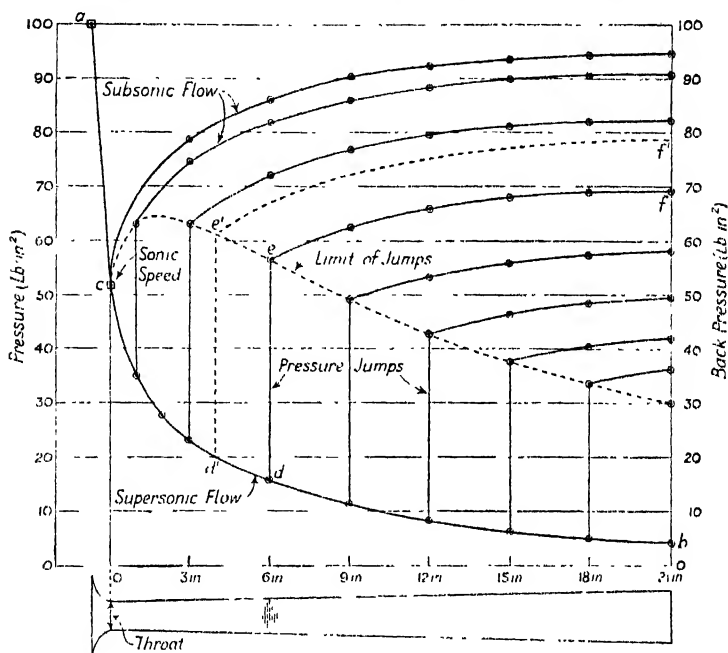 a
100
90
80
70
60
50
40
30
20
10
0
Pressure (Lb in²)
100
90
80
70
60
50
40
30
20
10
0
Back Pressure (Lb in²)
Subsonic Flow
Sonic
Speed
c
e'
e
f'
f
Limit of Jumps
Pressure Jumps
d'
d
Supersonic Flow
h
0
3in
6in
9in
12in
15in
18in
21in
Throat